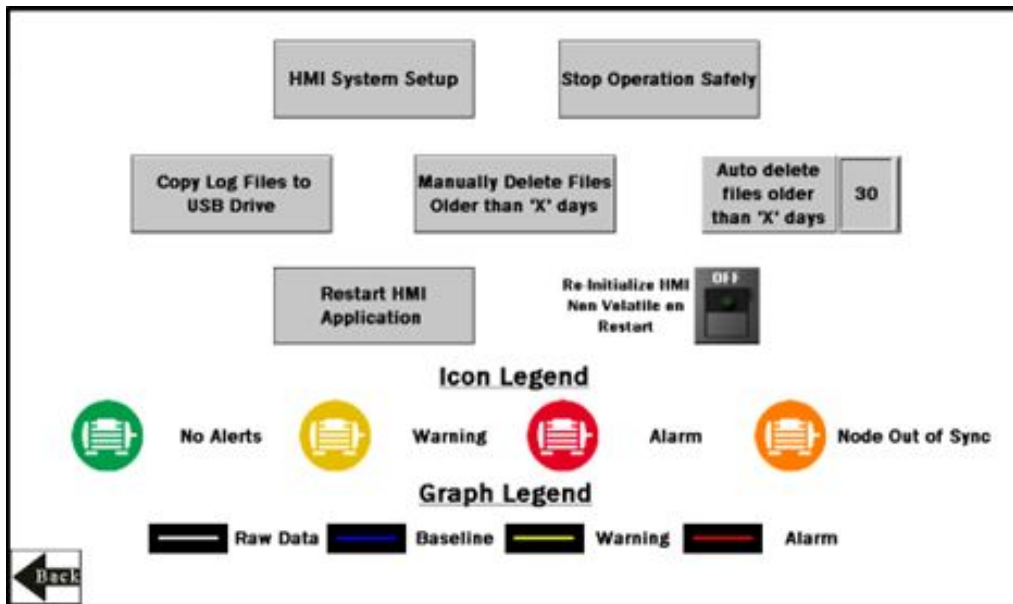 HMI System Setup
Stop Operation Safely
Copy Log Files to
USB Drive
Manually Delete Files
Older than 'X' days
Auto delete
files older
than 'X' days
30
Restart HMI
Application
Re-Initialize HMI
Non Volatile on
Restart
OFF
Icon Legend
No Alerts
Warning
Alarm
Node Out of Sync
Graph Legend
Raw Data
Baseline
Warning
Alarm
Back